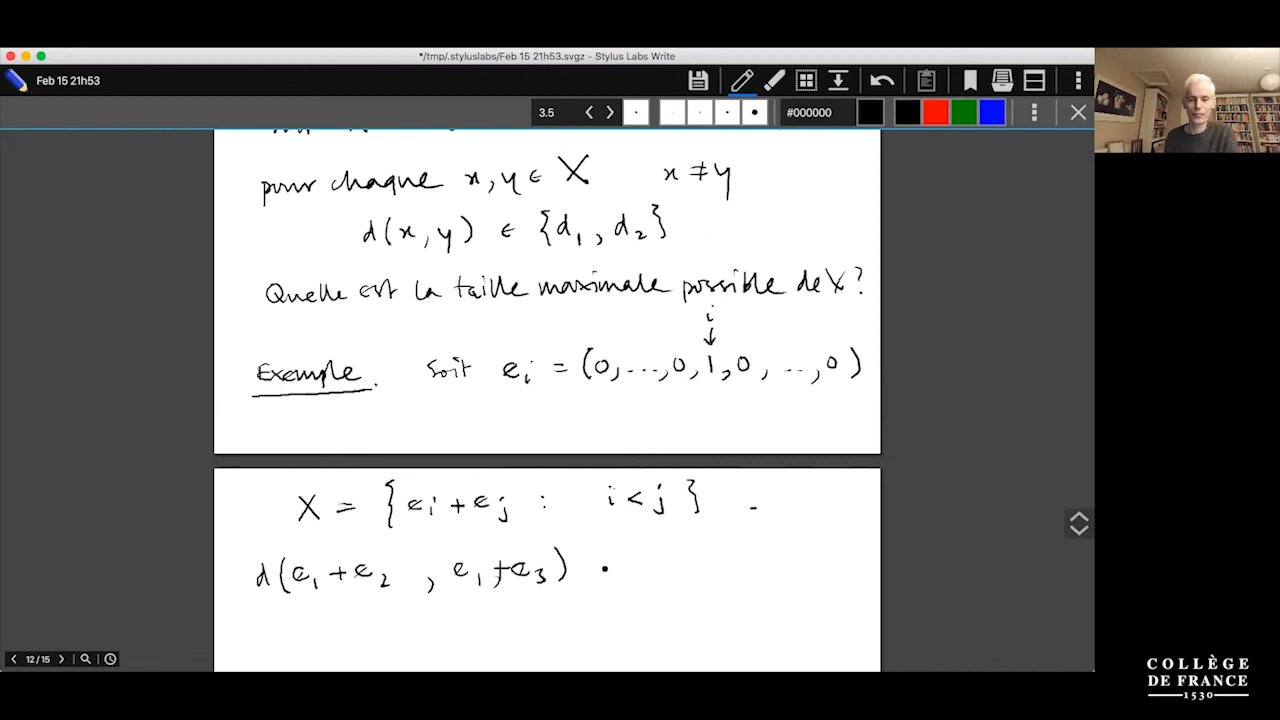 */tmp/.styluslabs/Feb 15 21h53.svgz - Stylus Labs Write
Feb 15 21h53
3.5
#000000
pour chaque x, y ∈ X x ≠ y
d(x, y) ∈ {d₁, d₂}
Quelle est la taille maximale possible de X?
i
↓
Exemple. Soit eᵢ = (0, ..., 0, 1, 0, ..., 0)
X = {eᵢ + eⱼ : i < j} .
d(e₁ + e₂ , e₁ + e₃)
12/15
COLLÈGE
DE FRANCE
1530